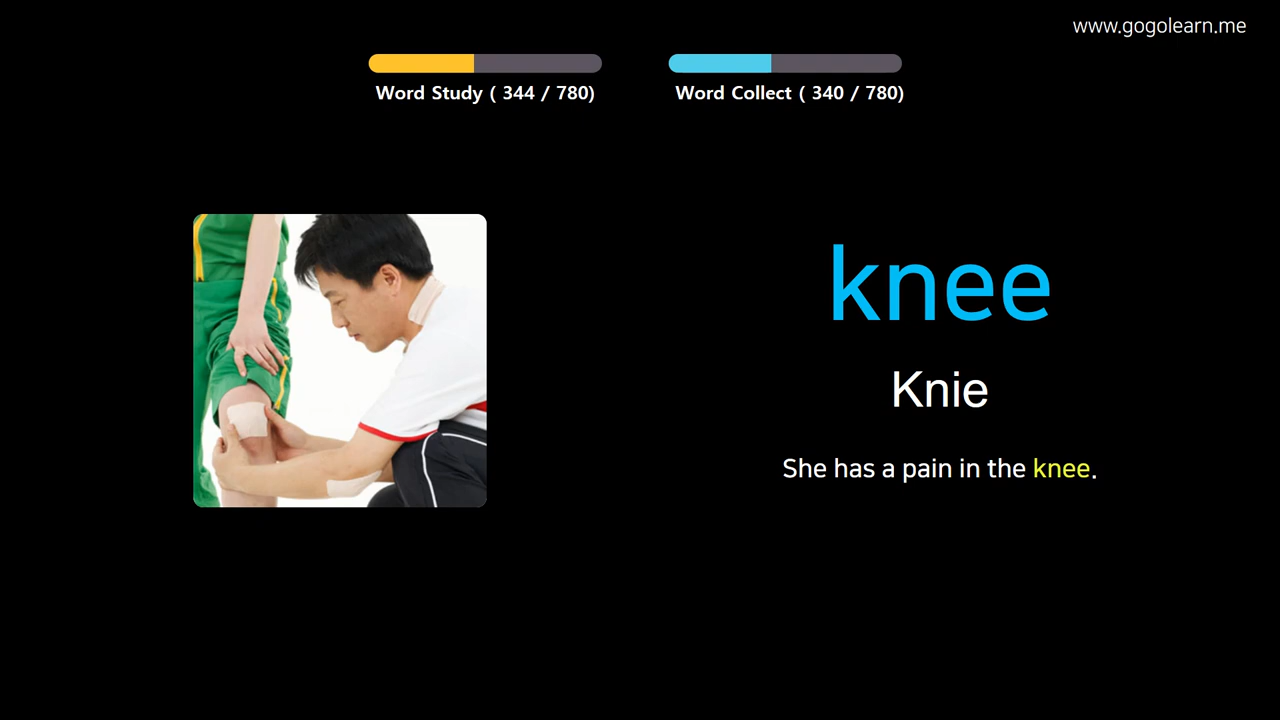 www.gogolearn.me
Word Study ( 344 / 780)
Word Collect ( 340 / 780)
knee
Knie
She has a pain in the knee.